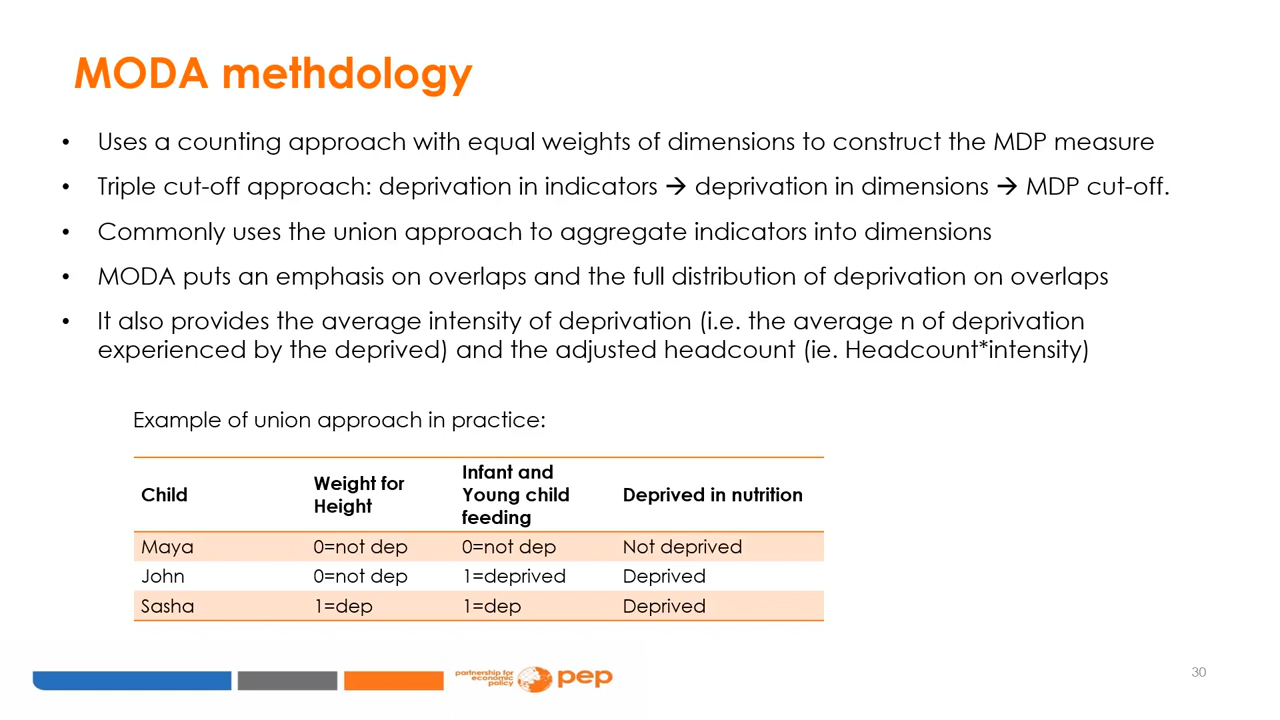 MODA methdology
• Uses a counting approach with equal weights of dimensions to construct the MDP measure
• Triple cut-off approach: deprivation in indicators → deprivation in dimensions → MDP cut-off.
• Commonly uses the union approach to aggregate indicators into dimensions
• MODA puts an emphasis on overlaps and the full distribution of deprivation on overlaps
• It also provides the average intensity of deprivation (i.e. the average n of deprivation
experienced by the deprived) and the adjusted headcount (ie. Headcount*intensity)
Example of union approach in practice:
Child Weight for Height Infant and Young child feeding Deprived in nutrition
Maya 0=not dep 0=not dep Not deprived
John 0=not dep 1=deprived Deprived
Sasha 1=dep 1=dep Deprived
partnership for
economic
policy
pep
30